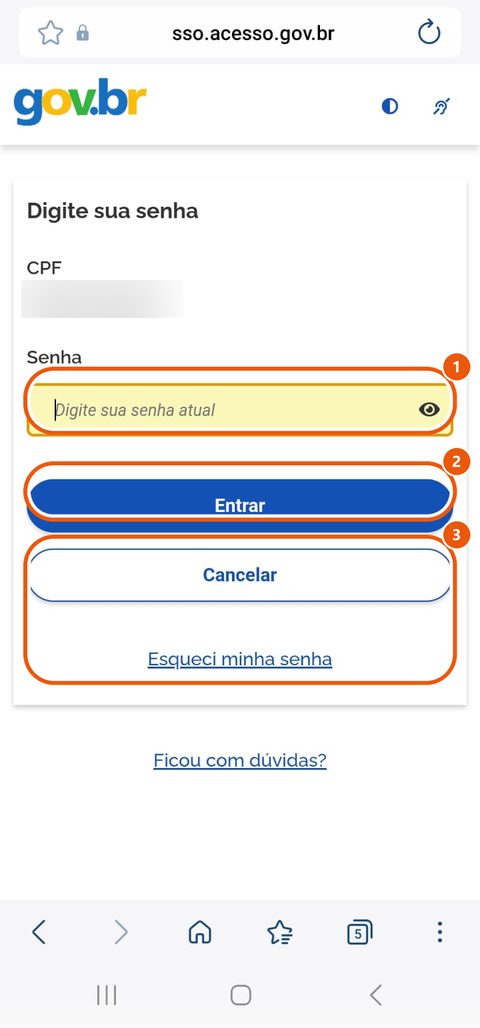 sso.acesso.gov.br
gov.br
Digite sua senha
CPF
Senha
1
Digite sua senha atual
2
Entrar
3
Cancelar
Esqueci minha senha
Ficou com dúvidas?
5